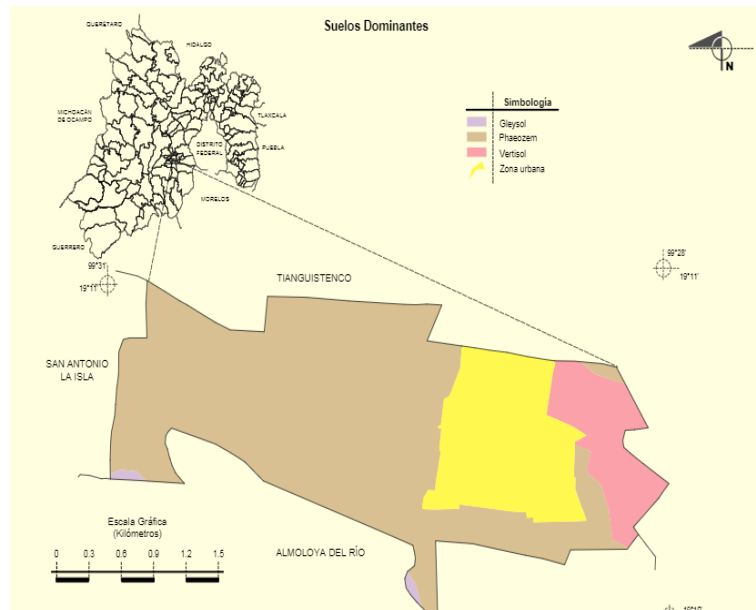 Suelos Dominantes
QUERÉTARO
HIDALGO
MICHOACÁN
DE OCAMPO
TLAXCALA
DISTRITO
FEDERAL
PUEBLA
MORELOS
GUERRERO
N
Simbología
Gleysol
Phaeozem
Vertisol
Zona urbana
99°31'
19°11'
TIANGUISTENCO
99°28'
19°11'
SAN ANTONIO
LA ISLA
Escala Gráfica
(Kilómetros)
0 0.3 0.6 0.9 1.2 1.5
ALMOLOYA DEL RÍO